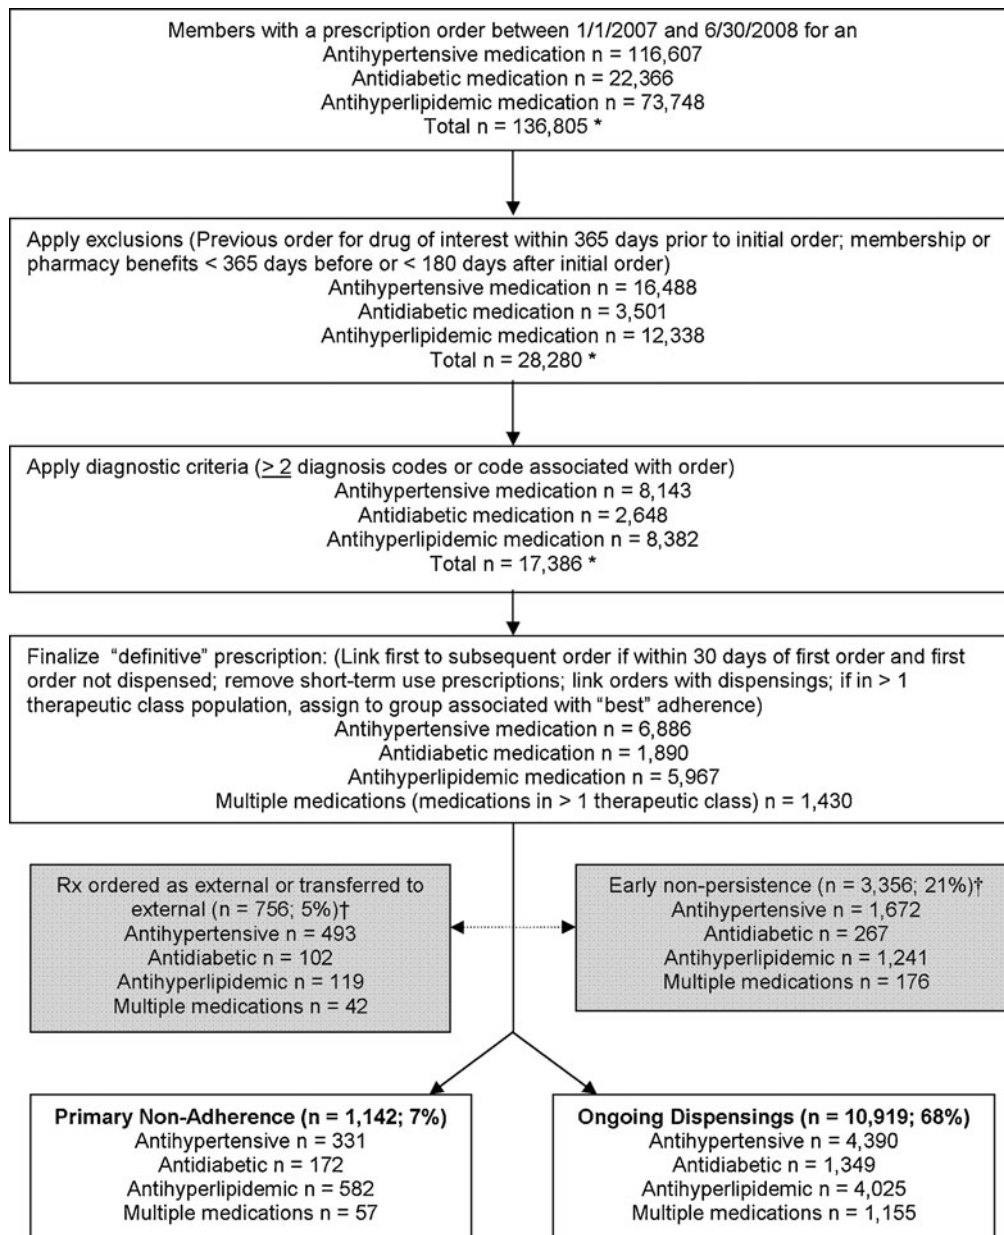 Members with a prescription order between 1/1/2007 and 6/30/2008 for an
Antihypertensive medication n = 116,607
Antidiabetic medication n = 22,366
Antihyperlipidemic medication n = 73,748
Total n = 136,805 *
Apply exclusions (Previous order for drug of interest within 365 days prior to initial order; membership or
pharmacy benefits < 365 days before or < 180 days after initial order)
Antihypertensive medication n = 16,488
Antidiabetic medication n = 3,501
Antihyperlipidemic medication n = 12,338
Total n = 28,280 *
Apply diagnostic criteria (> 2 diagnosis codes or code associated with order)
Antihypertensive medication n = 8,143
Antidiabetic medication n = 2,648
Antihyperlipidemic medication n = 8,382
Total n = 17,386 *
Finalize "definitive" prescription: (Link first to subsequent order if within 30 days of first order and first
order not dispensed; remove short-term use prescriptions; link orders with dispensings; if in > 1
therapeutic class population, assign to group associated with "best" adherence)
Antihypertensive medication n = 6,886
Antidiabetic medication n = 1,890
Antihyperlipidemic medication n = 5,967
Multiple medications (medications in > 1 therapeutic class) n = 1,430
Rx ordered as external or transferred to
external (n = 756; 5%)†
Antihypertensive n = 493
Antidiabetic n = 102
Antihyperlipidemic n = 119
Multiple medications n = 42
Early non-persistence (n = 3,356; 21%)†
Antihypertensive n = 1,672
Antidiabetic n = 267
Antihyperlipidemic n = 1,241
Multiple medications n = 176
Primary Non-Adherence (n = 1,142; 7%)
Antihypertensive n = 331
Antidiabetic n = 172
Antihyperlipidemic n = 582
Multiple medications n = 57
Ongoing Dispensings (n = 10,919; 68%)
Antihypertensive n = 4,390
Antidiabetic n = 1,349
Antihyperlipidemic n = 4,025
Multiple medications n = 1,155